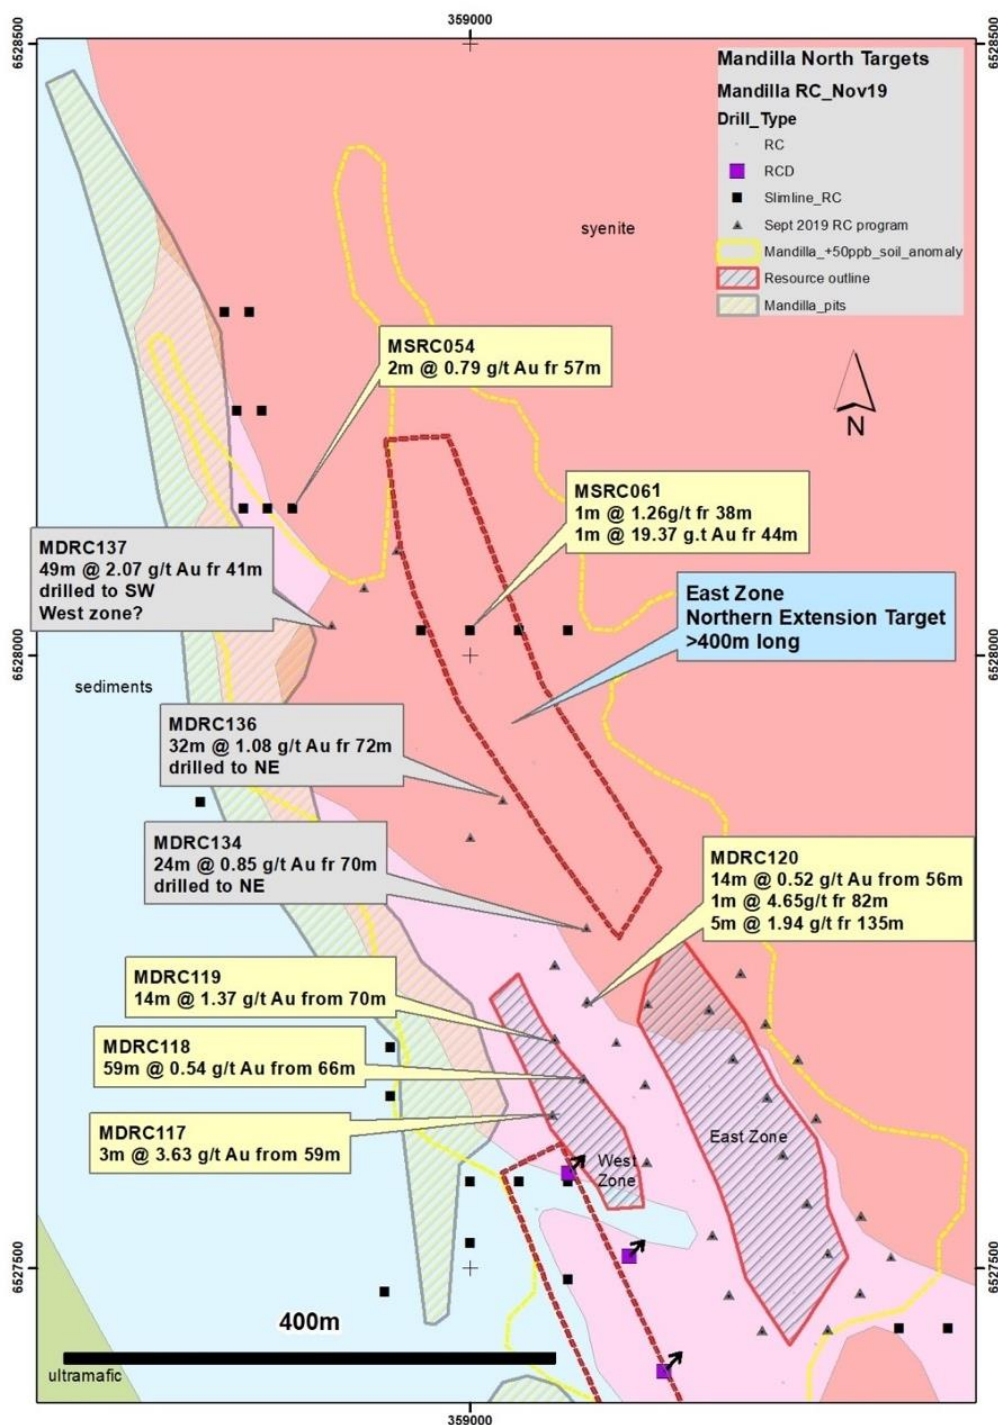 359000
6528500
6528500
Mandilla North Targets
Mandilla RC_Nov19
Drill_Type
RC
RCD
Slimline_RC
Sept 2019 RC program
Mandilla_+50ppb_soil_anomaly
Resource outline
Mandilla_pits
syenite
N
MSRC054
2m @ 0.79 g/t Au fr 57m
MSRC061
1m @ 1.26g/t fr 38m
1m @ 19.37 g.t Au fr 44m
MDRC137
49m @ 2.07 g/t Au fr 41m
drilled to SW
West zone?
East Zone
Northern Extension Target
>400m long
6528000
6528000
sediments
MDRC136
32m @ 1.08 g/t Au fr 72m
drilled to NE
MDRC134
24m @ 0.85 g/t Au fr 70m
drilled to NE
MDRC120
14m @ 0.52 g/t Au from 56m
1m @ 4.65g/t fr 82m
5m @ 1.94 g/t fr 135m
MDRC119
14m @ 1.37 g/t Au from 70m
MDRC118
59m @ 0.54 g/t Au from 66m
MDRC117
3m @ 3.63 g/t Au from 59m
East Zone
West
Zone
6527500
6527500
400m
ultramafic
359000